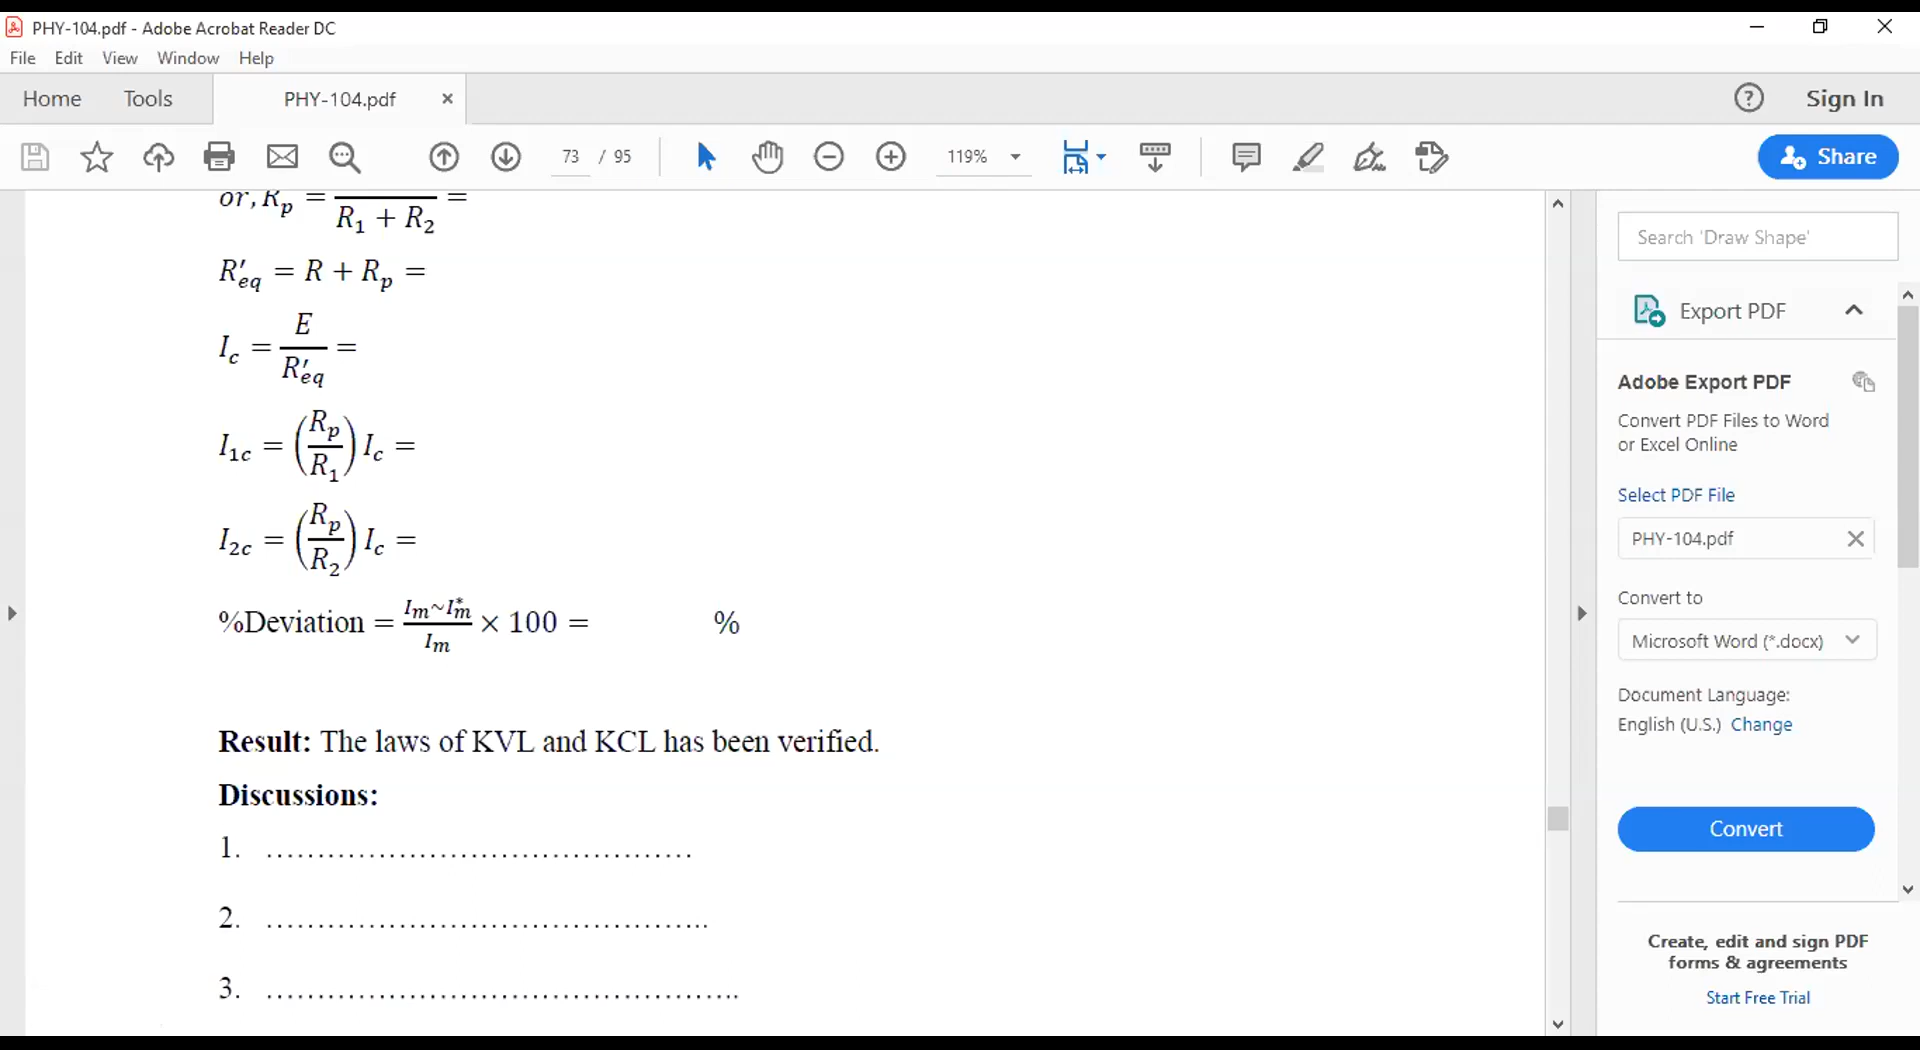 PHY-104.pdf - Adobe Acrobat Reader DC
File Edit View Window Help
Home Tools PHY-104.pdf × ? Sign In
73 / 95 119% Share
or, R_p = / (R_1 + R_2) =
R'_eq = R + R_p =
I_c = E / R'_eq =
I_1c = (R_p / R_1) I_c =
I_2c = (R_p / R_2) I_c =
%Deviation = (I_m~I*_m / I_m) × 100 = %
Result: The laws of KVL and KCL has been verified.
Discussions:
1. ……………………………………
2. …………………………………….
3. ……………………………………….
Search 'Draw Shape'
Export PDF
Adobe Export PDF
Convert PDF Files to Word
or Excel Online
Select PDF File
PHY-104.pdf
Convert to
Microsoft Word (*.docx)
Document Language:
English (U.S.) Change
Convert
Create, edit and sign PDF
forms & agreements
Start Free Trial